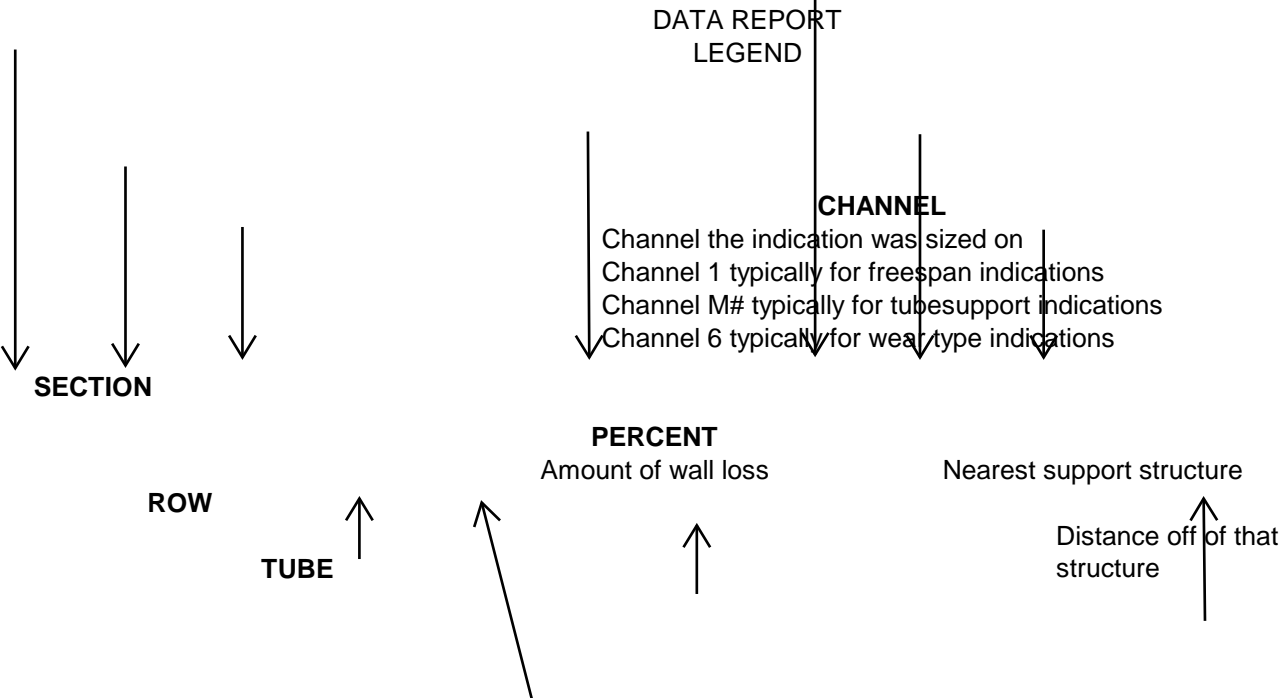 DATA REPORT
LEGEND
CHANNEL
Channel the indication was sized on
Channel 1 typically for freespan indications
Channel M# typically for tubesupport indications
Channel 6 typically for wear type indications
SECTION
PERCENT
Amount of wall loss
Nearest support structure
ROW
Distance off of that
structure
TUBE